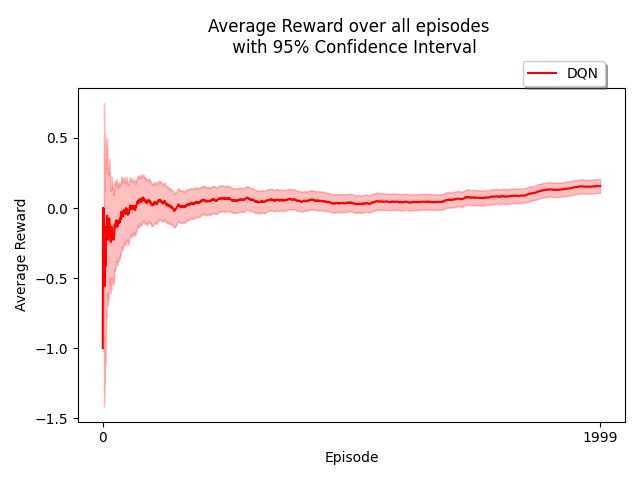 Average Reward over all episodes
with 95% Confidence Interval
DQN
0.5
0.0
−0.5
−1.0
−1.5
Average Reward
0
1999
Episode